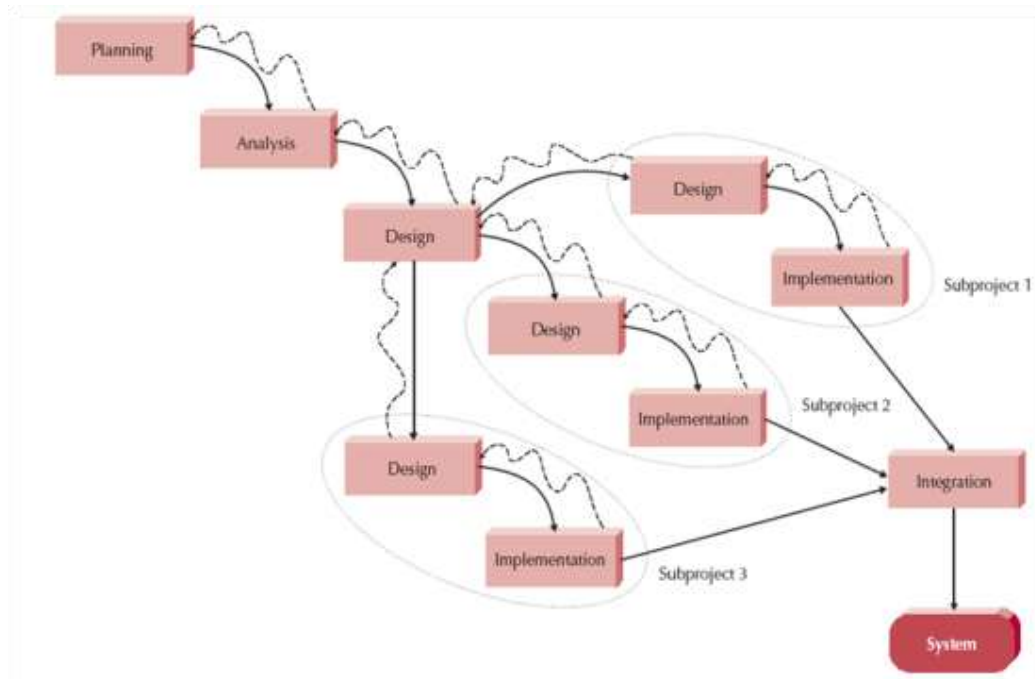 Planning
Analysis
Design
Design
Implementation
Subproject 1
Design
Implementation
Subproject 2
Design
Implementation
Subproject 3
Integration
System